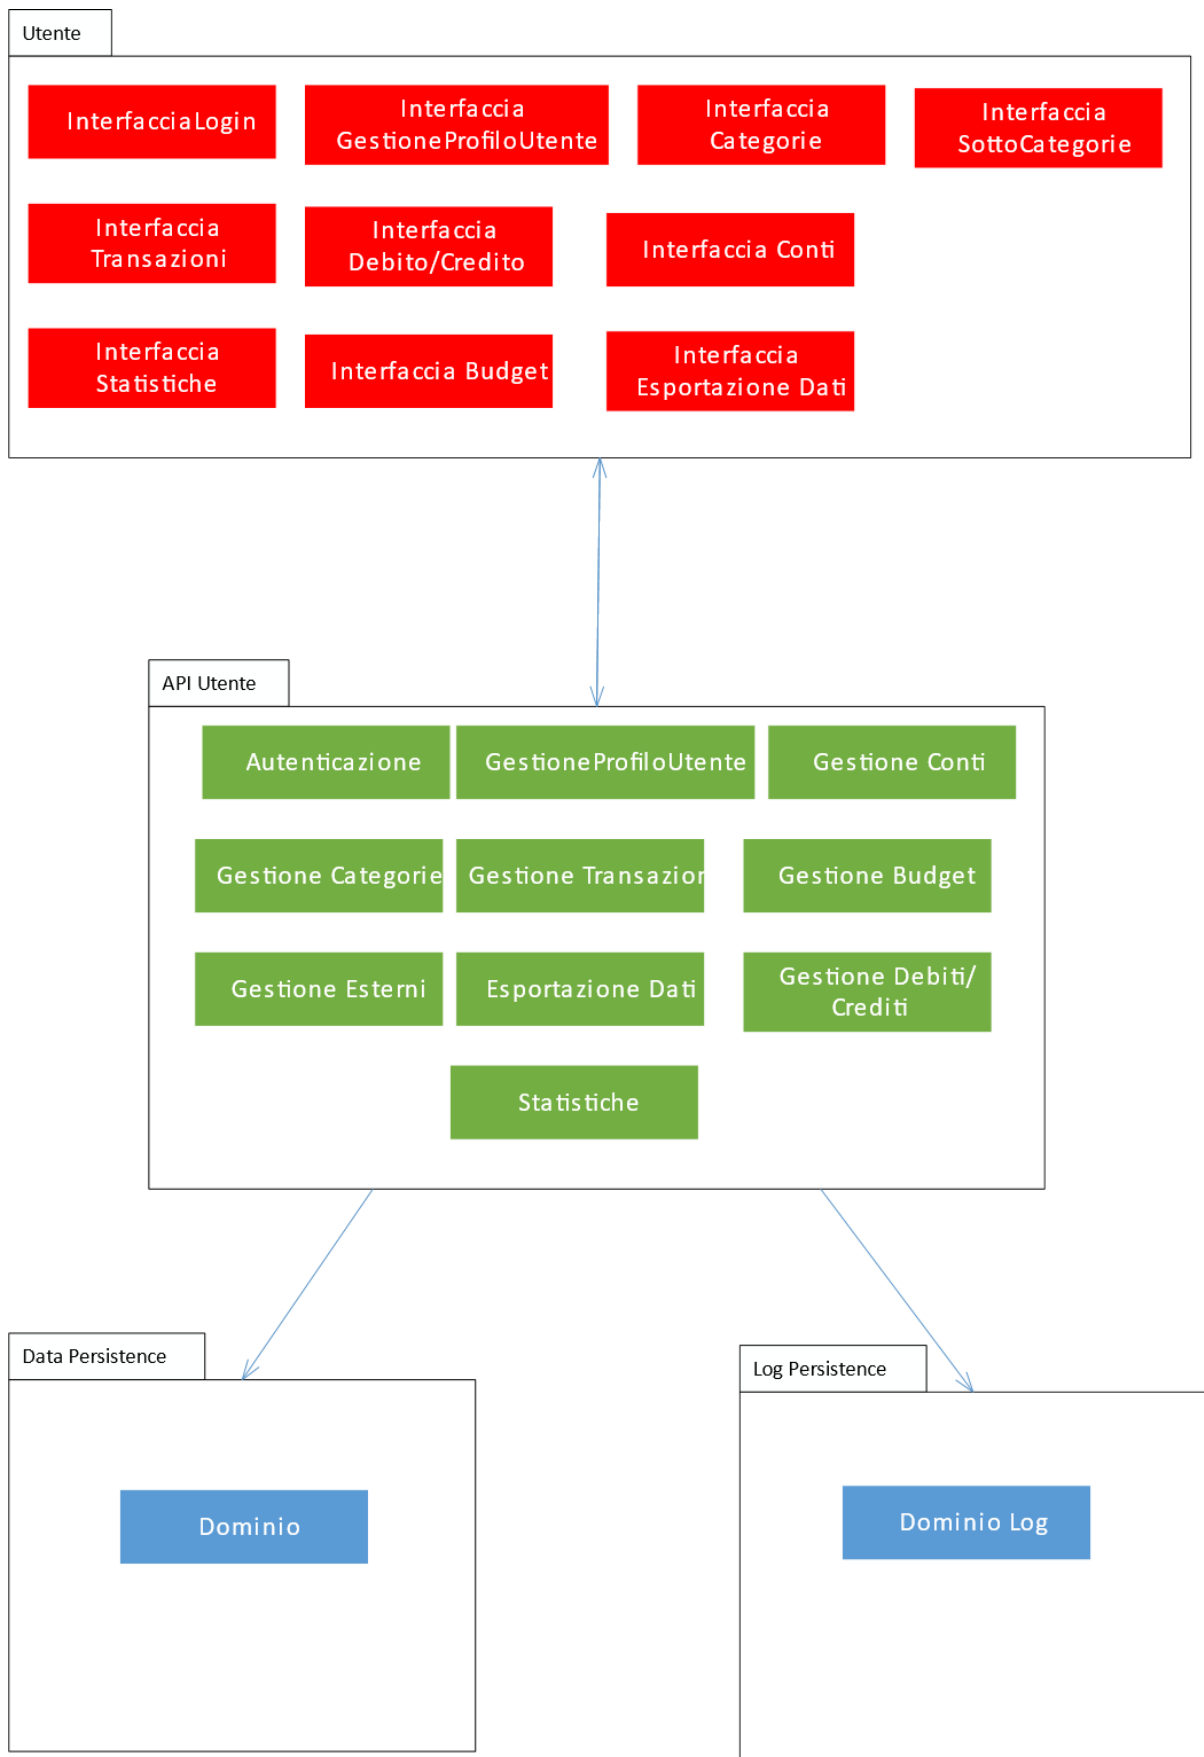 Utente
InterfacciaLogin
Interfaccia
GestioneProfiloUtente
Interfaccia
Categorie
Interfaccia
SottoCategorie
Interfaccia
Transazioni
Interfaccia
Debito/Credito
Interfaccia Conti
Interfaccia
Statistiche
Interfaccia Budget
Interfaccia
Esportazione Dati
API Utente
Autenticazione
GestioneProfiloUtente
Gestione Conti
Gestione Categorie
Gestione Transazior
Gestione Budget
Gestione Esterni
Esportazione Dati
Gestione Debiti/
Crediti
Statistiche
Data Persistence
Dominio
Log Persistence
Dominio Log